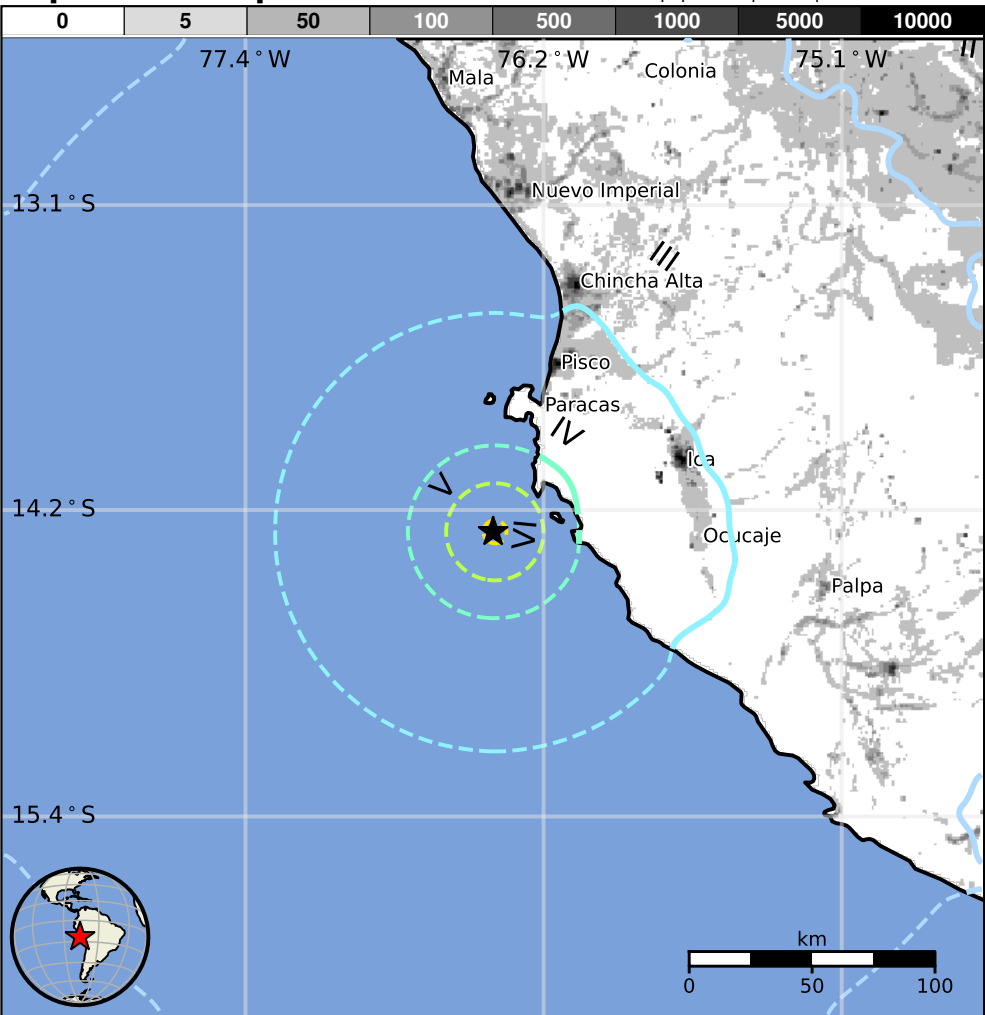 0 5 50 100 500 1000 5000 10000
77.4°W 76.2°W 75.1°W
II
Mala
Colonia
13.1°S
Nuevo Imperial
III
Chincha Alta
Pisco
Paracas
IV
Ica
V
14.2°S
VI
Ocucaje
Palpa
15.4°S
km
0 50 100